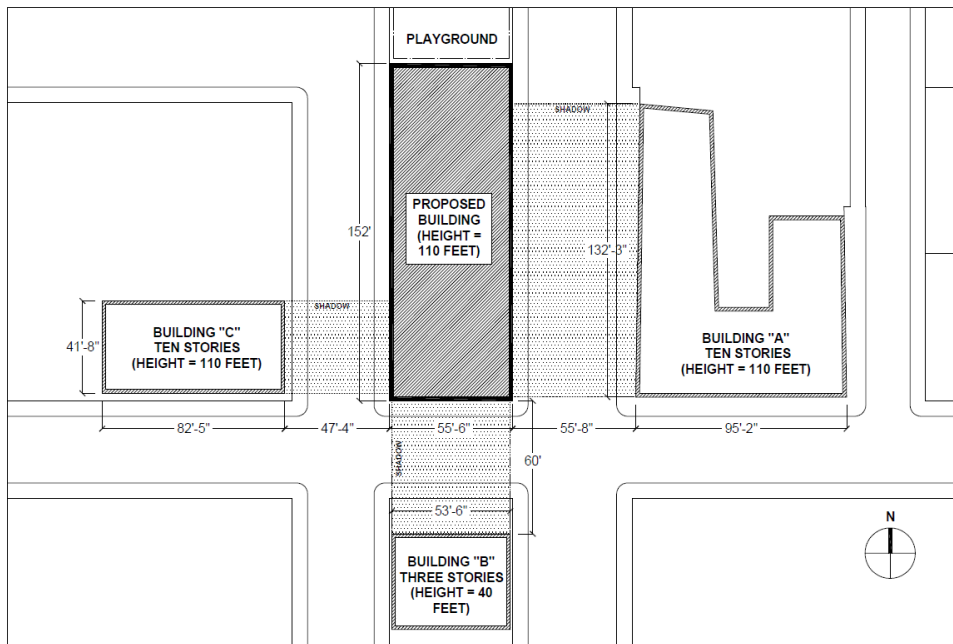 PLAYGROUND
SHADOW
152'
PROPOSED
BUILDING
(HEIGHT =
110 FEET)
132'-3"
SHADOW
41'-8"
BUILDING "C"
TEN STORIES
(HEIGHT = 110 FEET)
BUILDING "A"
TEN STORIES
(HEIGHT = 110 FEET)
82'-5"
47'-4"
55'-6"
55'-8"
95'-2"
SHADOW
60'
53'-6"
N
BUILDING "B"
THREE STORIES
(HEIGHT = 40
FEET)